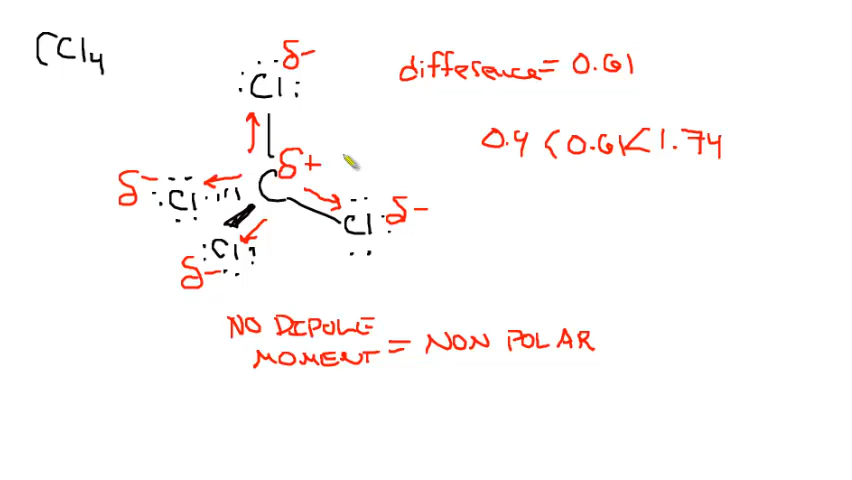 CCl4
δ-
Cl
difference = 0.61
0.4 < 0.61 < 1.74
δ+
δ-
Cl
C
Cl
δ-
Cl
δ-
NO DIPOLE
MOMENT = NON POLAR